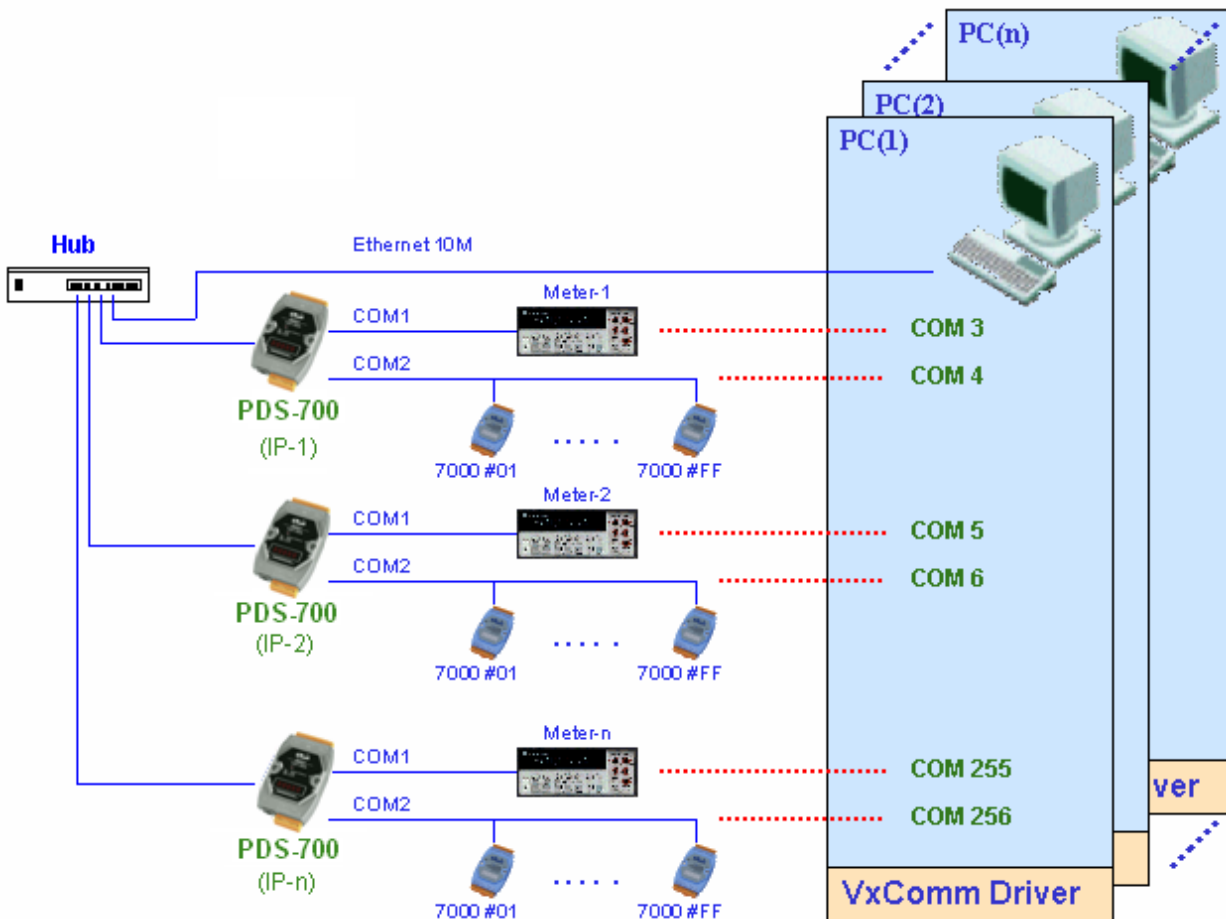 PC(n)
PC(2)
PC(1)
Hub
Ethernet 10M
Meter-1
COM1
COM 3
COM2
COM 4
PDS-700
(IP-1)
7000 #01
7000 #FF
Meter-2
COM1
COM 5
COM2
COM 6
PDS-700
(IP-2)
7000 #01
7000 #FF
Meter-n
COM1
COM 255
COM2
COM 256
PDS-700
(IP-n)
7000 #01
7000 #FF
ver
VxComm Driver